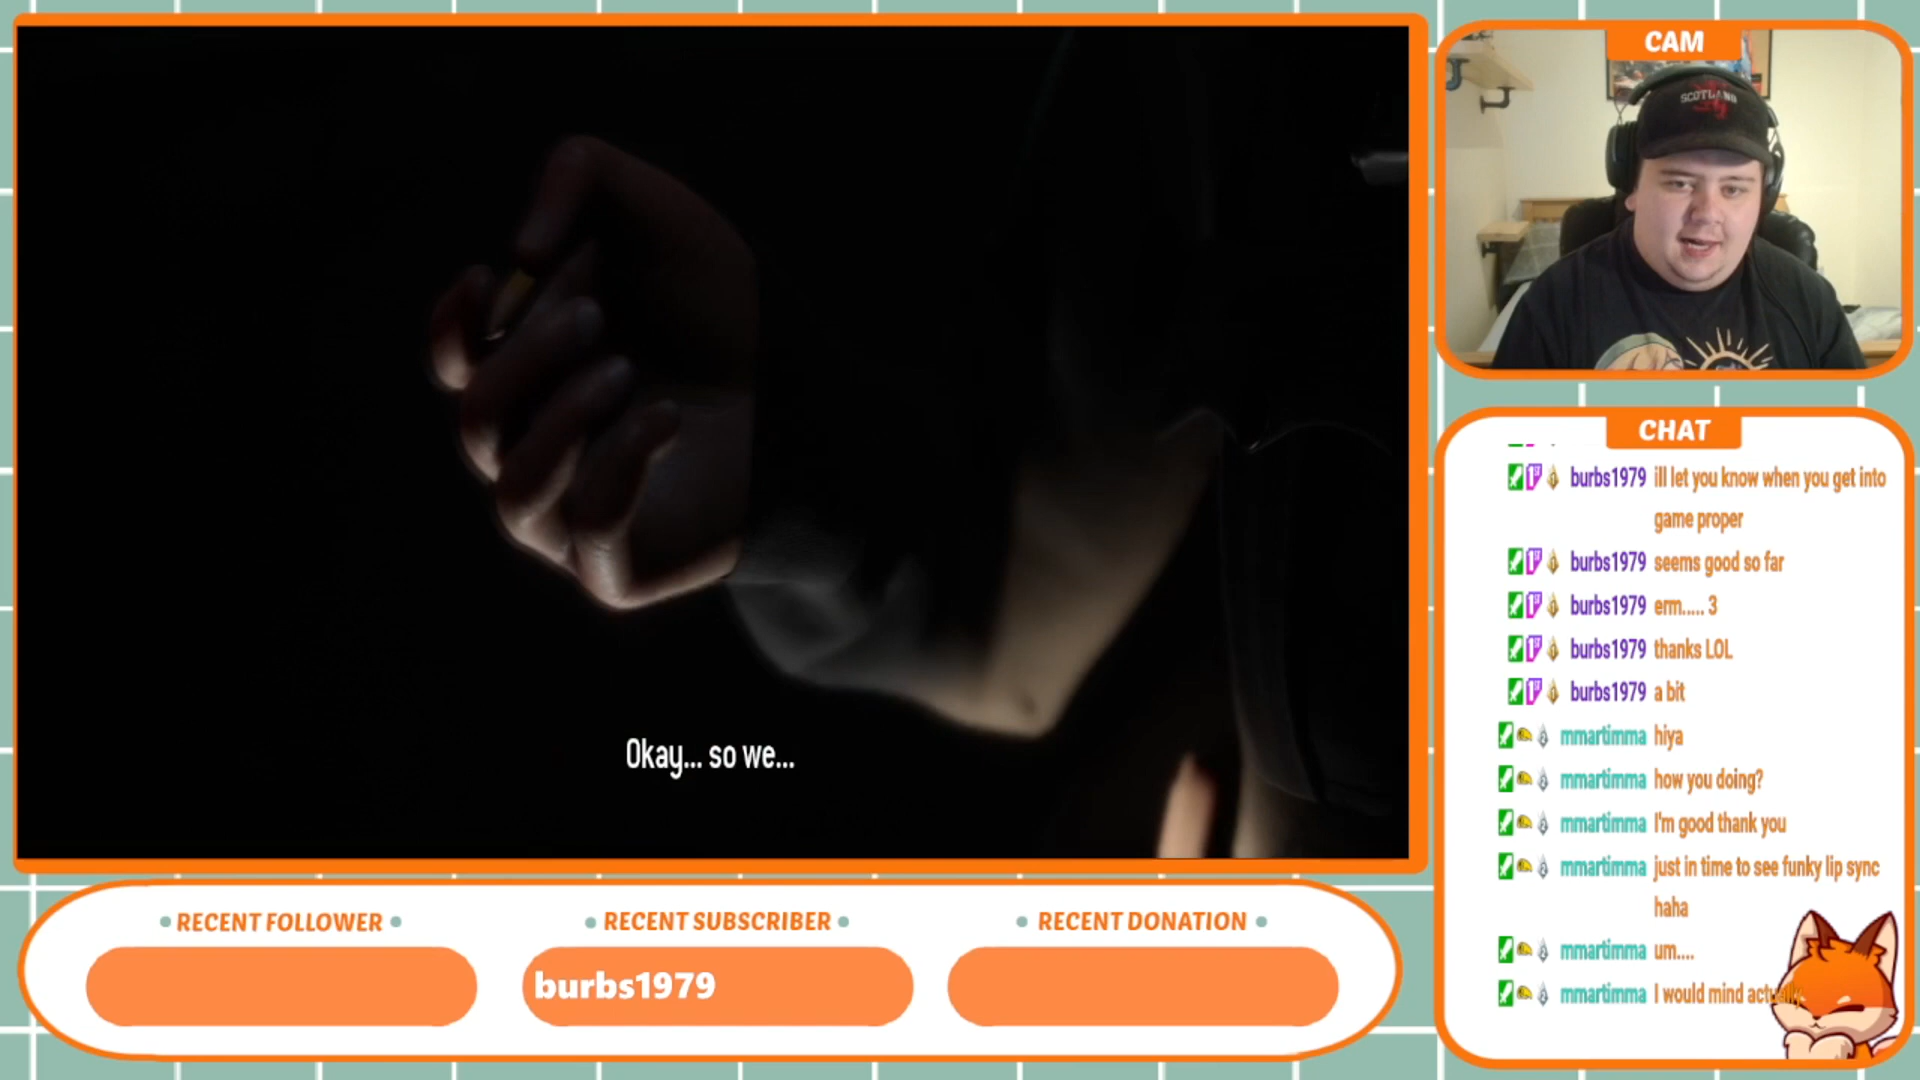 CAM
SCOTLAND
Okay... so we...
CHAT
burbs1979 ill let you know when you get into
game proper
burbs1979 seems good so far
burbs1979 erm..... 3
burbs1979 thanks LOL
burbs1979 a bit
mmartimma hiya
mmartimma how you doing?
mmartimma I'm good thank you
mmartimma just in time to see funky lip sync
haha
mmartimma um....
mmartimma I would mind actually
RECENT FOLLOWER
RECENT SUBSCRIBER
RECENT DONATION
burbs1979